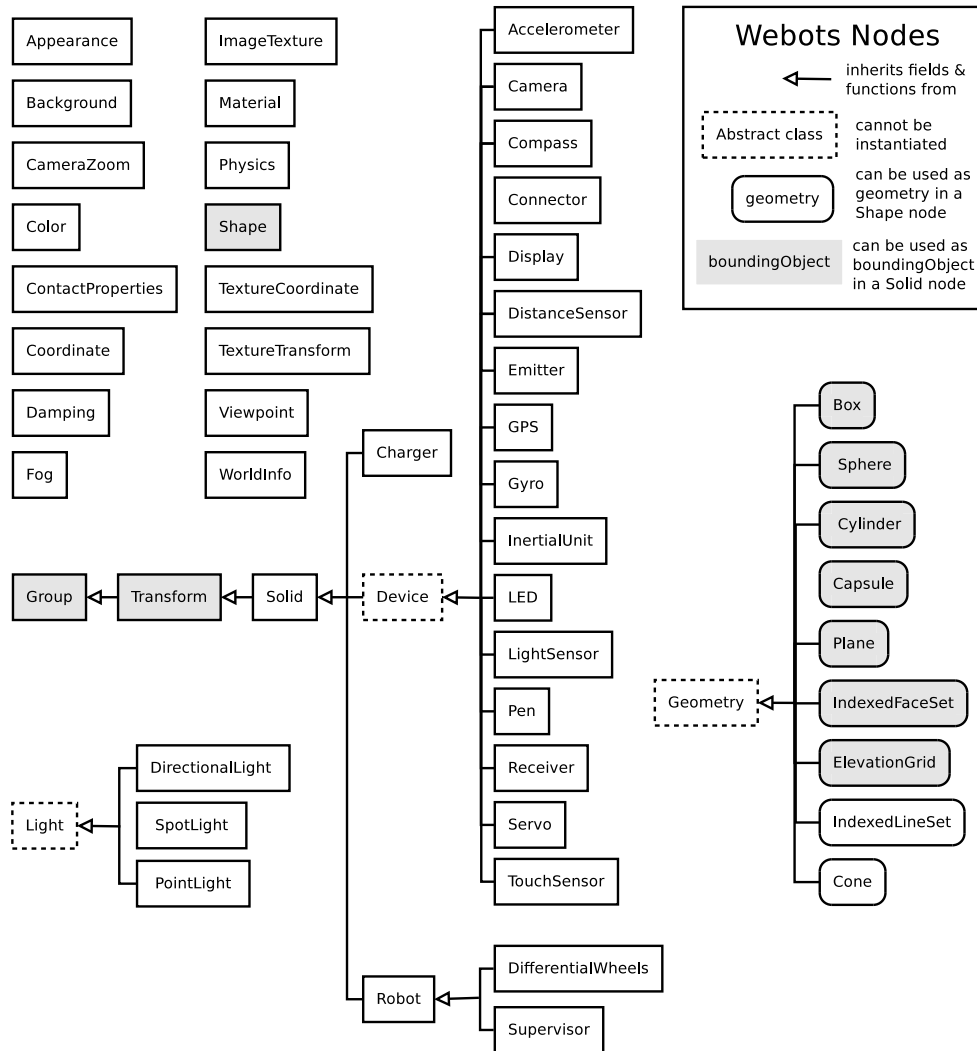 Appearance
Background
CameraZoom
Color
ContactProperties
Coordinate
Damping
Fog
ImageTexture
Material
Physics
Shape
TextureCoordinate
TextureTransform
Viewpoint
WorldInfo
Group
Transform
Solid
Charger
Device
Robot
Accelerometer
Camera
Compass
Connector
Display
DistanceSensor
Emitter
GPS
Gyro
InertialUnit
LED
LightSensor
Pen
Receiver
Servo
TouchSensor
DifferentialWheels
Supervisor
Light
DirectionalLight
SpotLight
PointLight
Webots Nodes
inherits fields &
functions from
Abstract class
cannot be
instantiated
geometry
can be used as
geometry in a
Shape node
boundingObject
can be used as
boundingObject
in a Solid node
Geometry
Box
Sphere
Cylinder
Capsule
Plane
IndexedFaceSet
ElevationGrid
IndexedLineSet
Cone